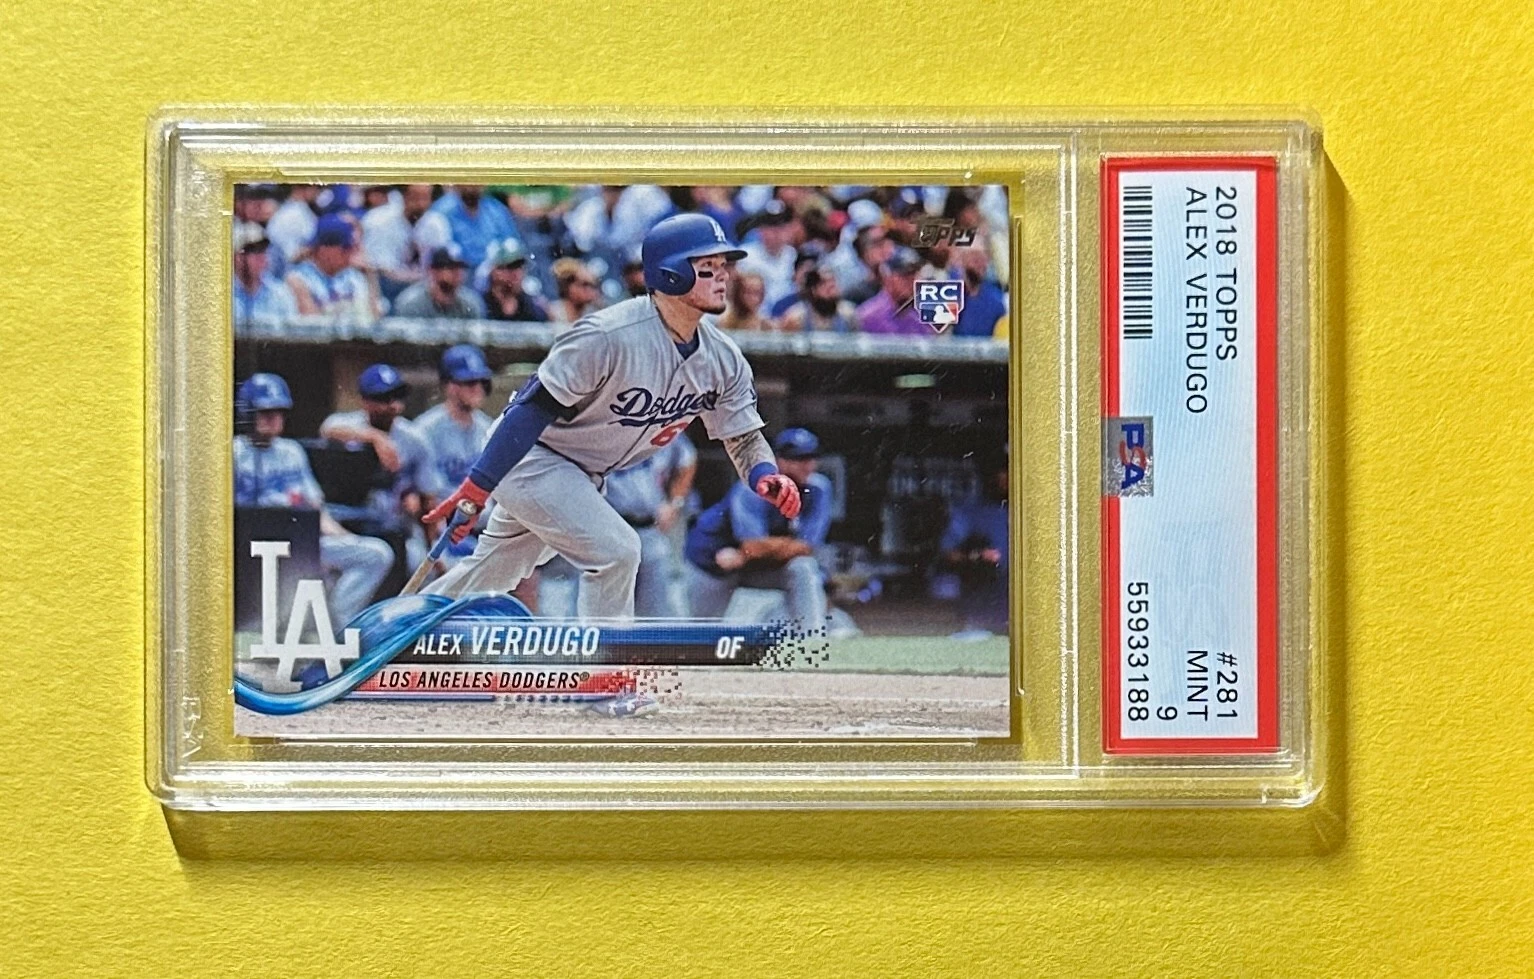 Topps
RC
Dodgers
6
LA
ALEX VERDUGO OF
LOS ANGELES DODGERS®
2018 TOPPS #281
ALEX VERDUGO MINT
9
PSA 55933188